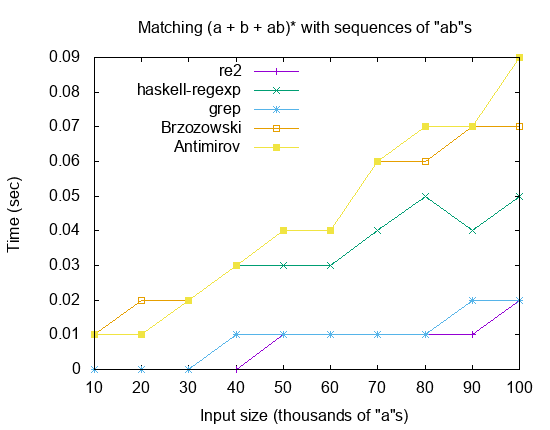 Matching (a + b + ab)* with sequences of "ab"s
0.09
0.08
0.07
0.06
0.05
0.04
0.03
0.02
0.01
0
Time (sec)
re2
haskell-regexp
grep
Brzozowski
Antimirov
10 20 30 40 50 60 70 80 90 100
Input size (thousands of "a"s)